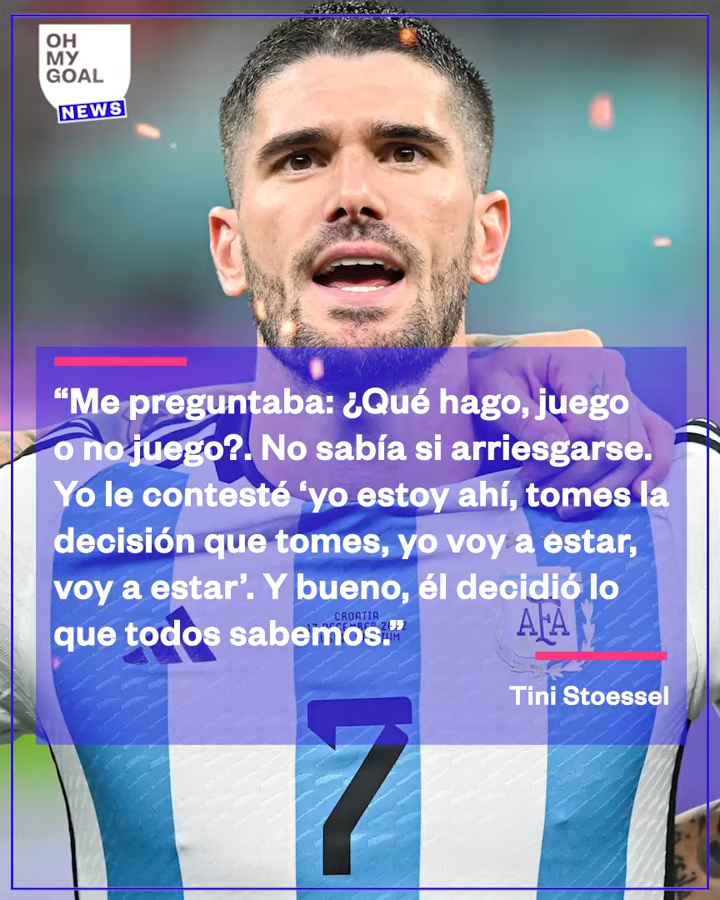 OH
MY
GOAL
NEWS
“Me preguntaba: ¿Qué hago, juego
o no juego?. No sabía si arriesgarse.
Yo le contesté ‘yo estoy ahí, tomes la
decisión que tomes, yo voy a estar,
voy a estar’. Y bueno, él decidió lo
que todos sabemos.”
CROATIA
AFA
Tini Stoessel
7